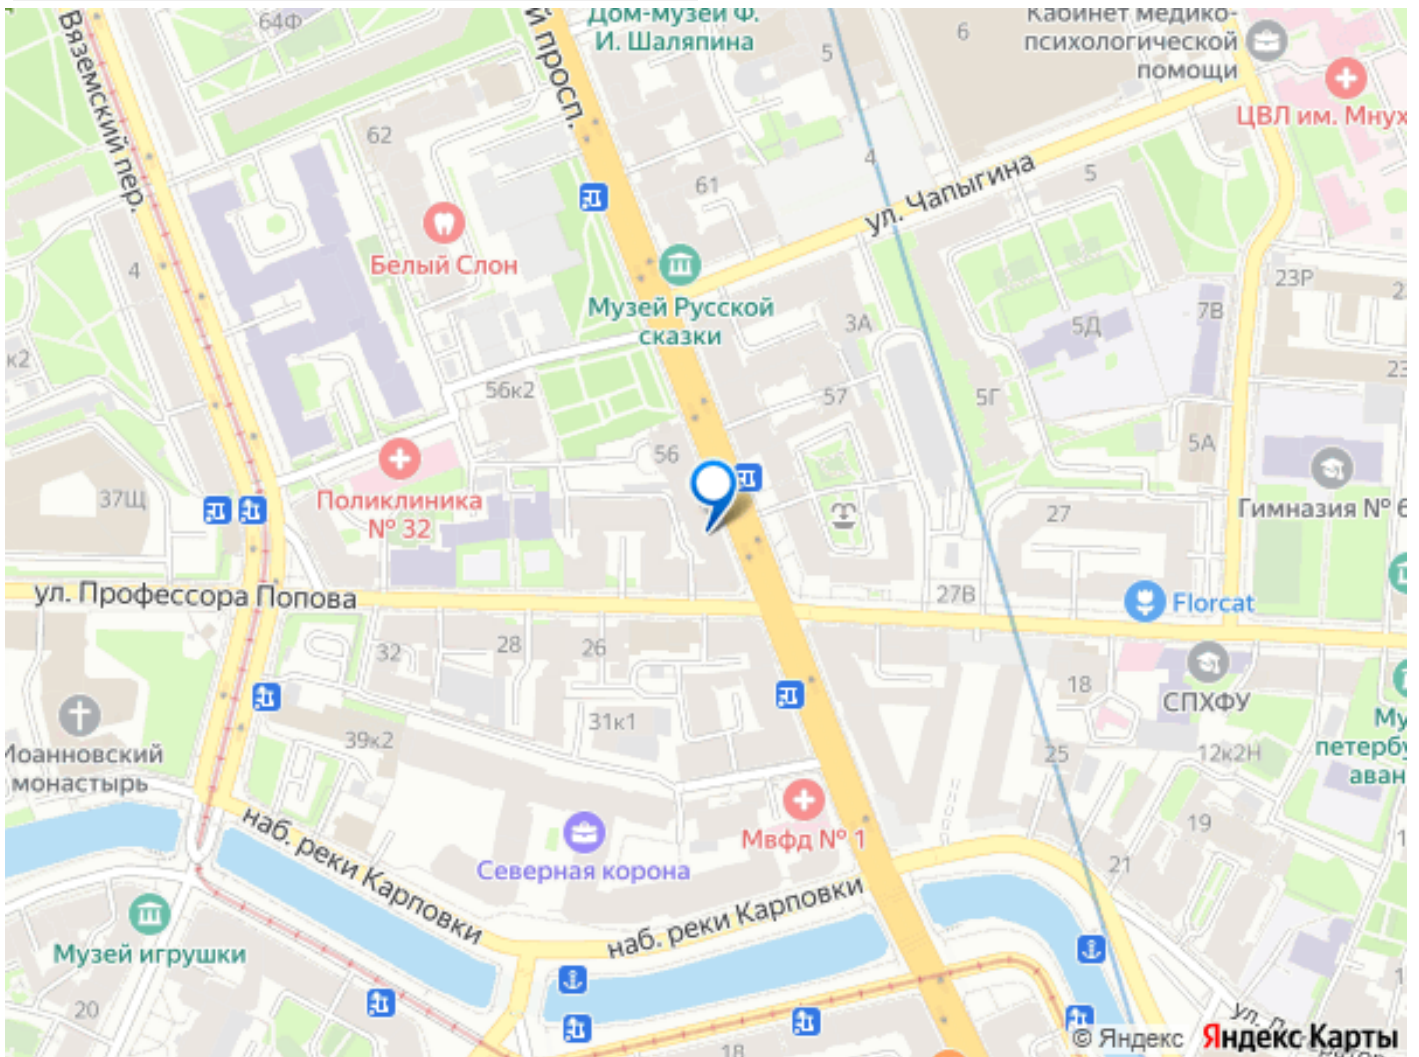 64Ф
Дом-музей Ф.
И. Шаляпина
5
6
Кабинет медико-
психологической
помощи
ЦВЛ им. Мнух
Вяземский пер.
й просп.
62
61
4
5
ул. Чапыгина
Белый Слон
4
Музей Русской
сказки
3А
5Д
7В
23Р
2
к2
56к2
57
5Г
23
56
5А
Поликлиника
№ 32
37Щ
27
Гимназия № 6
ул. Профессора Попова
27В
Florcat
32
28
26
18
СПХФУ
31к1
39к2
25
12к2Н
Му
петербу
аван
Иоанновский
монастырь
Мвфд № 1
19
21
Северная корона
наб. реки Карповки
наб. реки Карповки
Музей игрушки
20
18
1
ул. Л
© Яндекс Яндекс Карты